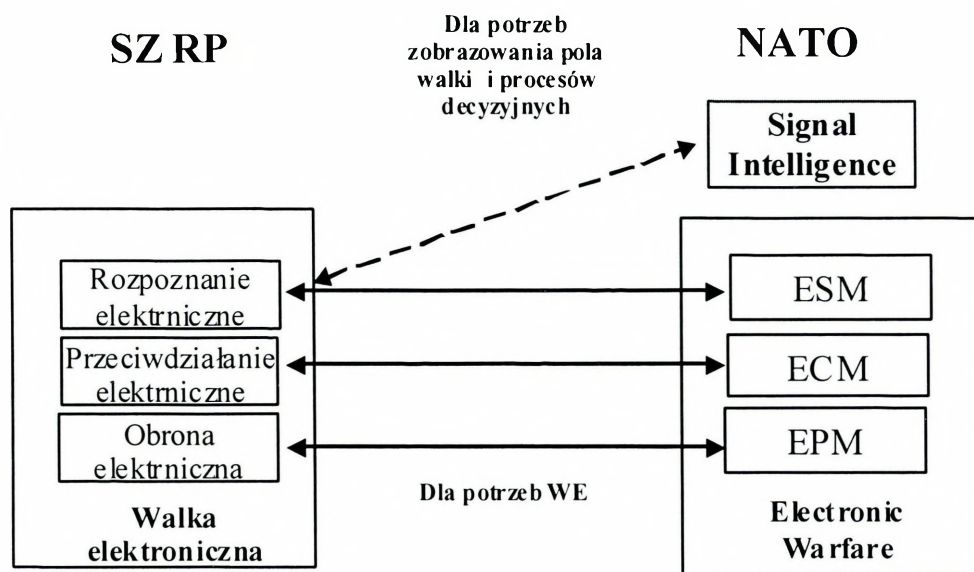 SZ RP
Dla potrzeb
zobrazowania pola
walki i procesów
decyzyjnych
NATO
Signal
Intelligence
Rozpoznanie
elektrniczne
ESM
Przeciwdziałanie
elektrniczne
ECM
Obrona
elektrniczna
EPM
Dla potrzeb WE
Walka
elektroniczna
Electronic
Warfare